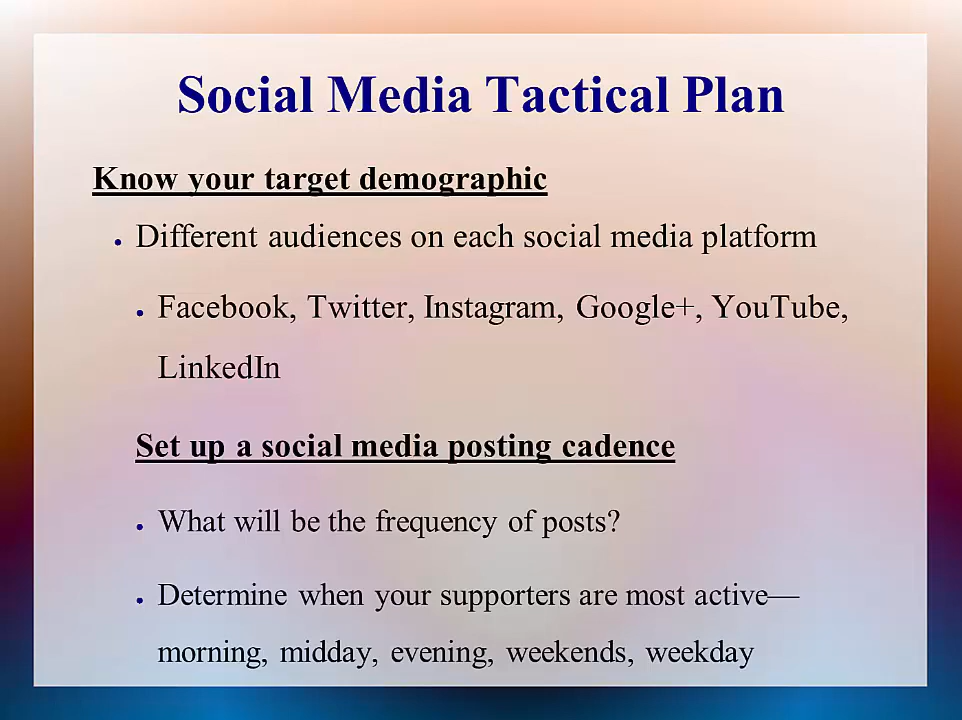 Social Media Tactical Plan
Know your target demographic
• Different audiences on each social media platform
• Facebook, Twitter, Instagram, Google+, YouTube,
LinkedIn
Set up a social media posting cadence
• What will be the frequency of posts?
• Determine when your supporters are most active—
morning, midday, evening, weekends, weekday